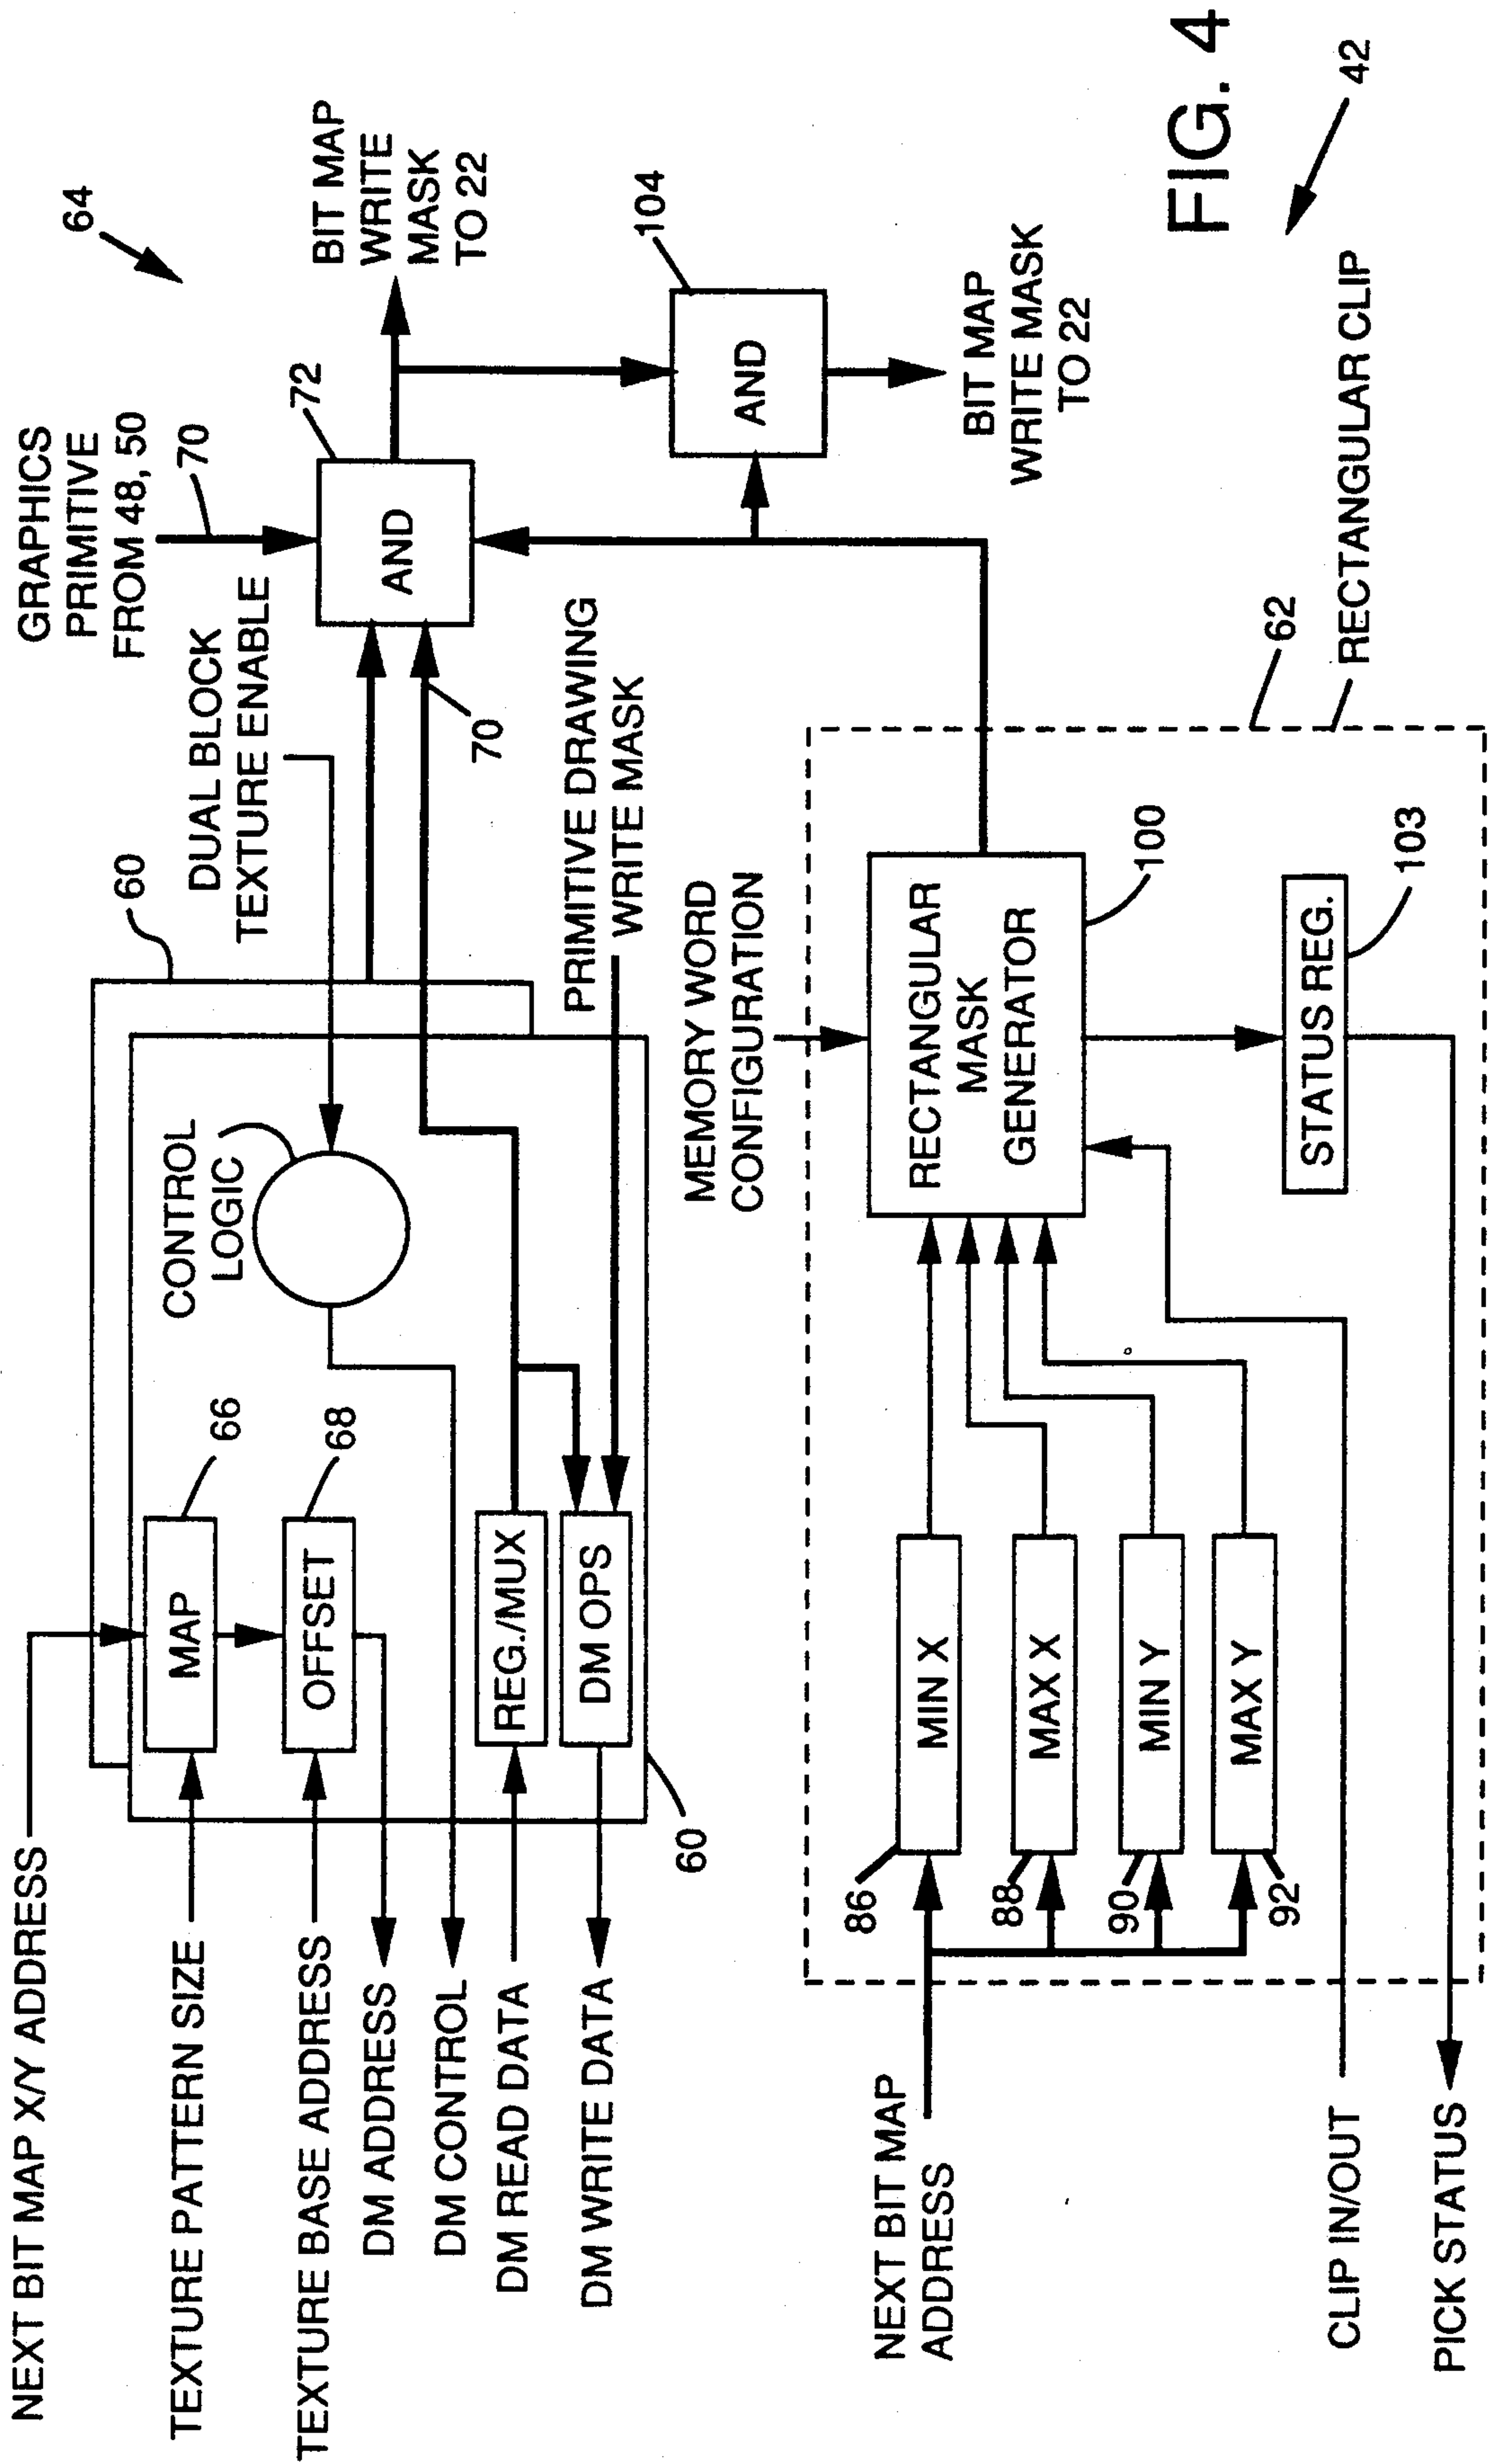 NEXT BIT MAP X/Y ADDRESS
TEXTURE PATTERN SIZE
TEXTURE BASE ADDRESS
DM ADDRESS
DM CONTROL
DM READ DATA
DM WRITE DATA
MAP
66
OFFSET
68
REG./MUX
DM OPS
60
CONTROL
LOGIC
60
DUAL BLOCK
TEXTURE ENABLE
PRIMITIVE DRAWING
WRITE MASK
70
GRAPHICS
PRIMITIVE
FROM 48, 50
70
72
AND
64
BIT MAP
WRITE
MASK
TO 22
104
AND
BIT MAP
WRITE MASK
TO 22
NEXT BIT MAP
ADDRESS
CLIP IN/OUT
PICK STATUS
86
MIN X
88
MAX X
90
MIN Y
92
MAX Y
MEMORY WORD
CONFIGURATION
RECTANGULAR
MASK
GENERATOR
100
STATUS REG.
103
62
RECTANGULAR CLIP
42
FIG. 4